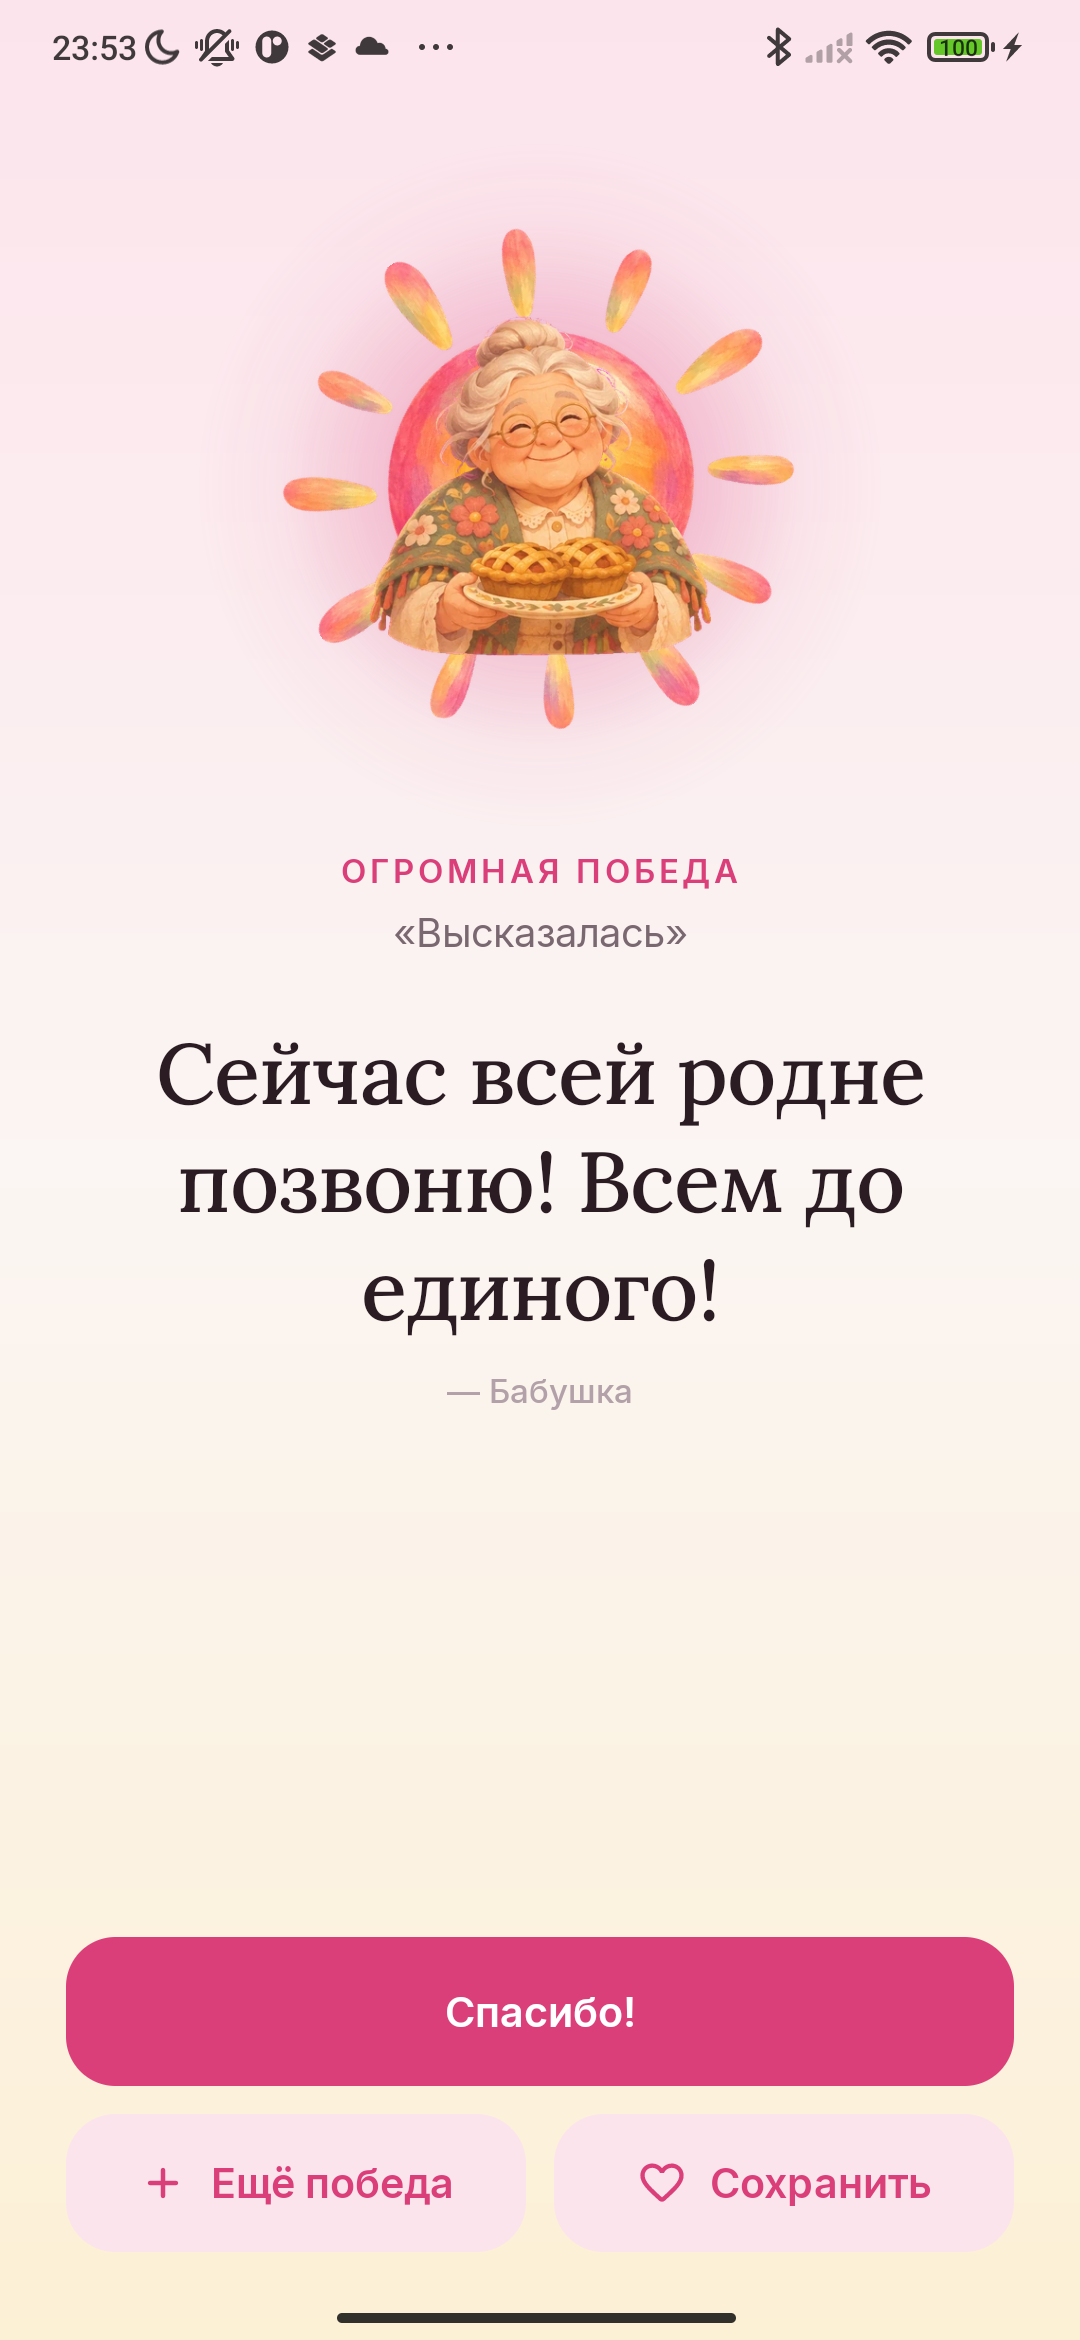 23:53
100
ОГРОМНАЯ ПОБЕДА
«Высказалась»
Сейчас всей родне
позвоню! Всем до
единого!
— Бабушка
Спасибо!
Ещё победа
Сохранить